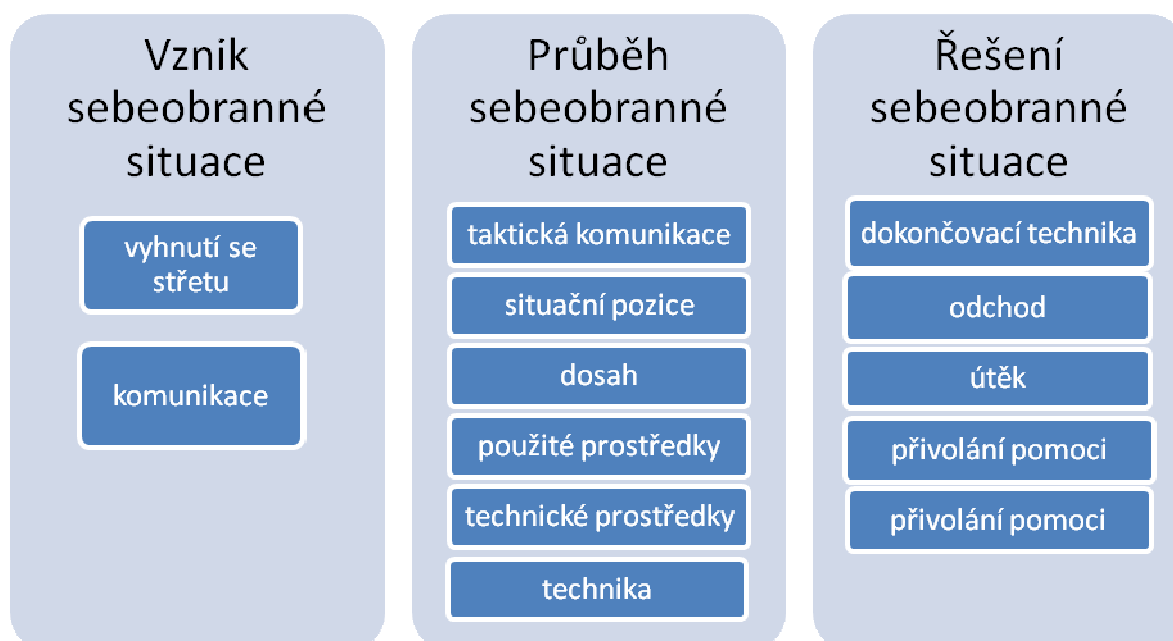 Vznik
sebeobranné
situace
vyhnutí se
střetu
komunikace
Průběh
sebeobranné
situace
taktická komunikace
situační pozice
dosah
použité prostředky
technické prostředky
technika
Řešení
sebeobranné
situace
dokončovací technika
odchod
útěk
přivolání pomoci
přivolání pomoci